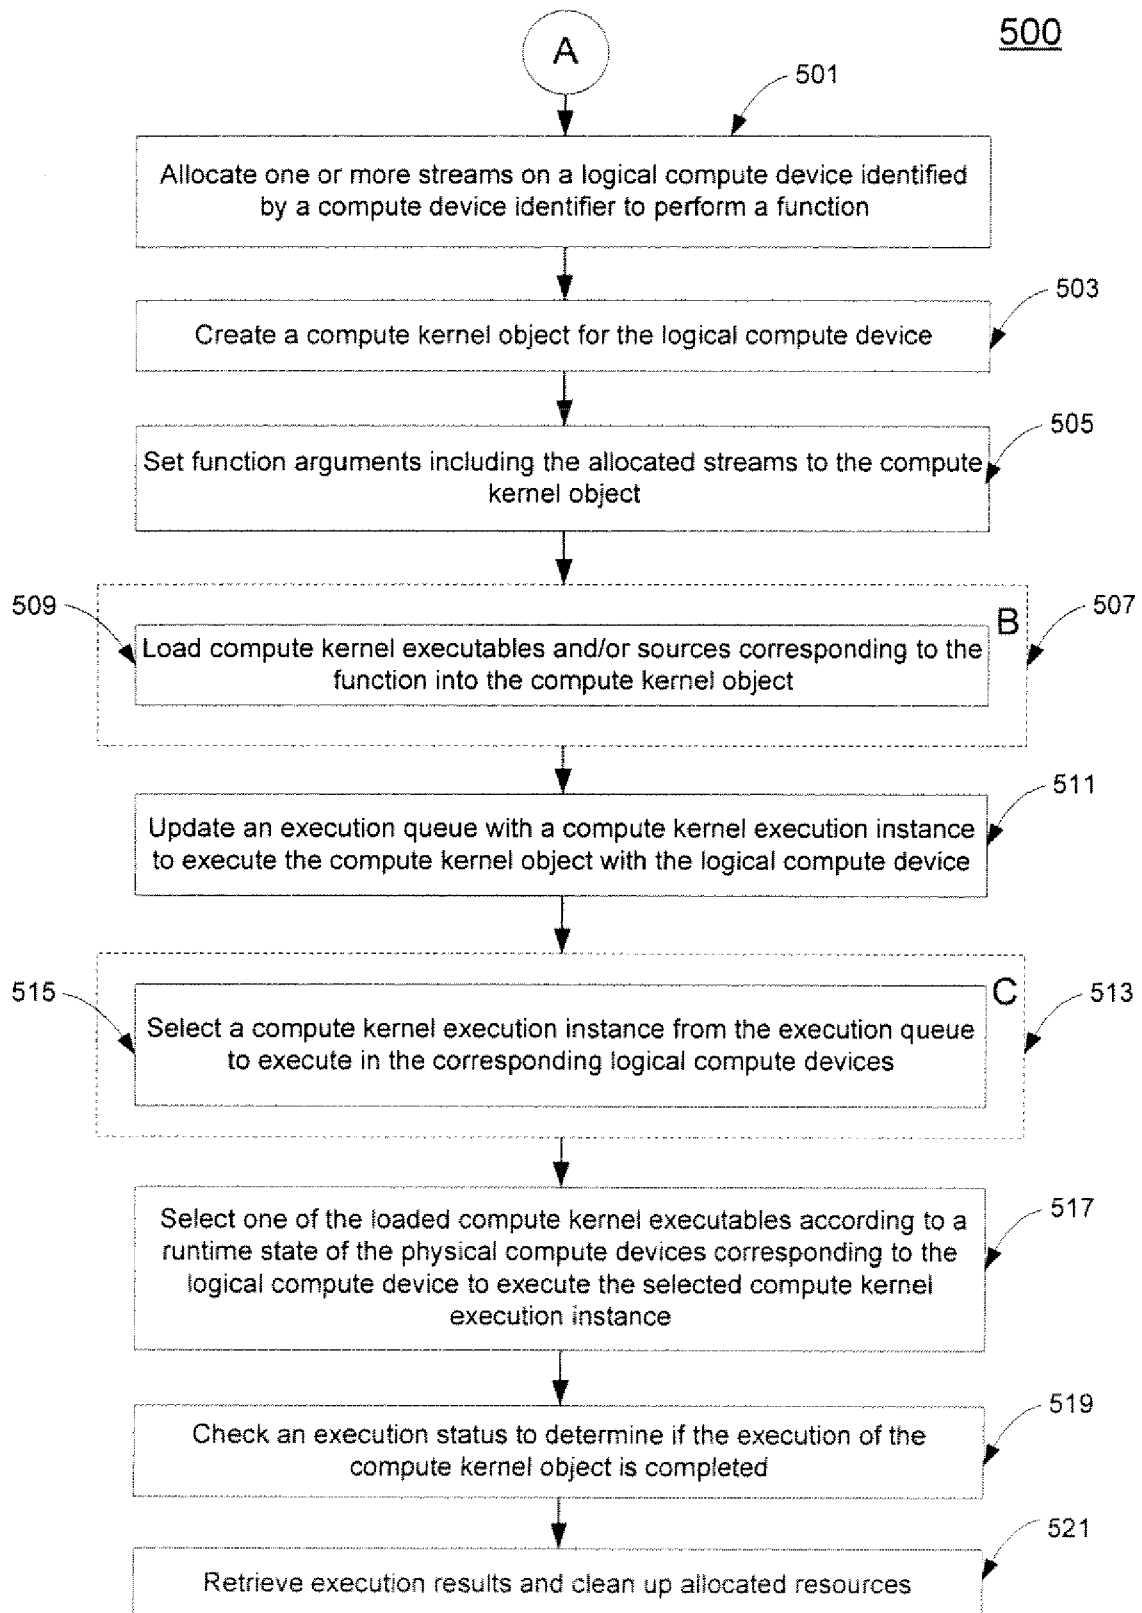 500
A
501
Allocate one or more streams on a logical compute device identified
by a compute device identifier to perform a function
503
Create a compute kernel object for the logical compute device
505
Set function arguments including the allocated streams to the compute
kernel object
509
B
507
Load compute kernel executables and/or sources corresponding to the
function into the compute kernel object
511
Update an execution queue with a compute kernel execution instance
to execute the compute kernel object with the logical compute device
515
C
513
Select a compute kernel execution instance from the execution queue
to execute in the corresponding logical compute devices
517
Select one of the loaded compute kernel executables according to a
runtime state of the physical compute devices corresponding to the
logical compute device to execute the selected compute kernel
execution instance
519
Check an execution status to determine if the execution of the
compute kernel object is completed
521
Retrieve execution results and clean up allocated resources